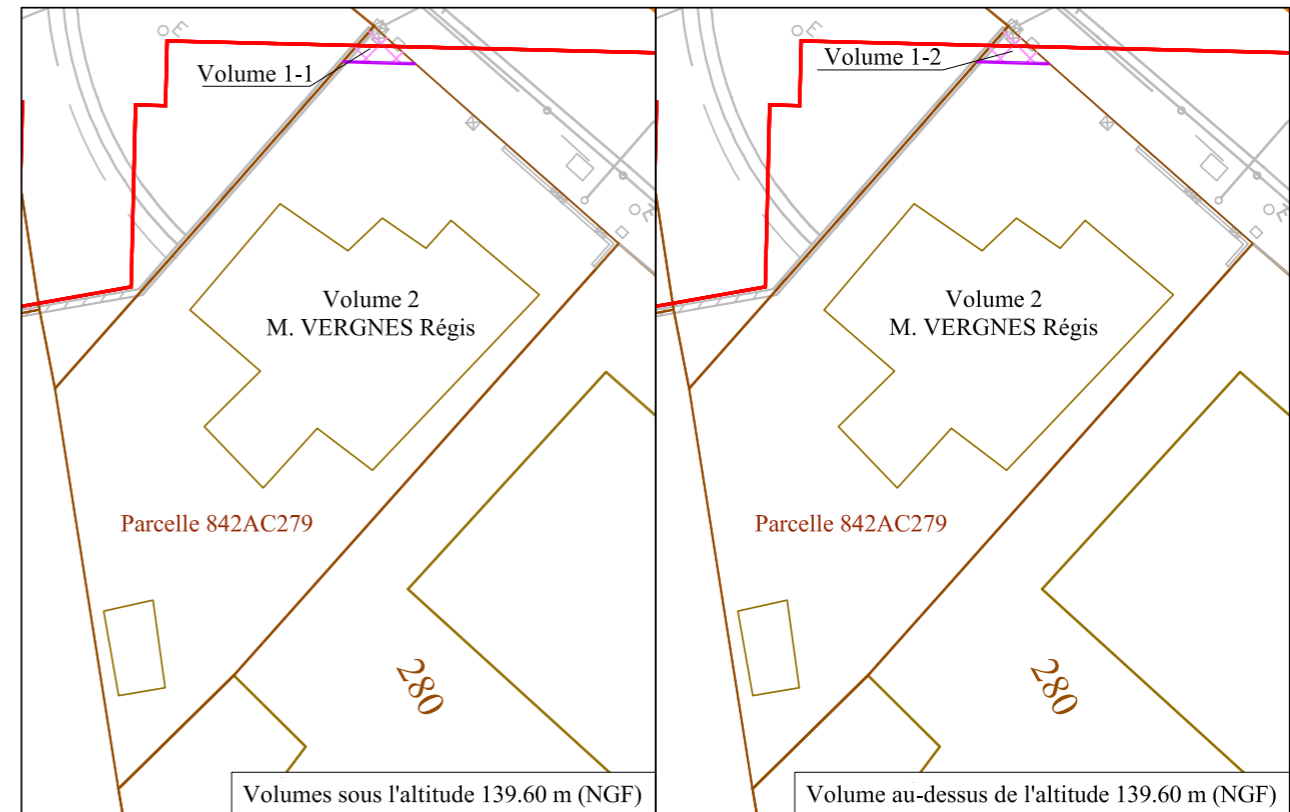 E
Volume 1-1
Volume 2
M. VERGNES Régis
E
Parcelle 842AC279
280
Volumes sous l'altitude 139.60 m (NGF)
E
Volume 1-2
Volume 2
M. VERGNES Régis
E
Parcelle 842AC279
280
Volume au-dessus de l'altitude 139.60 m (NGF)